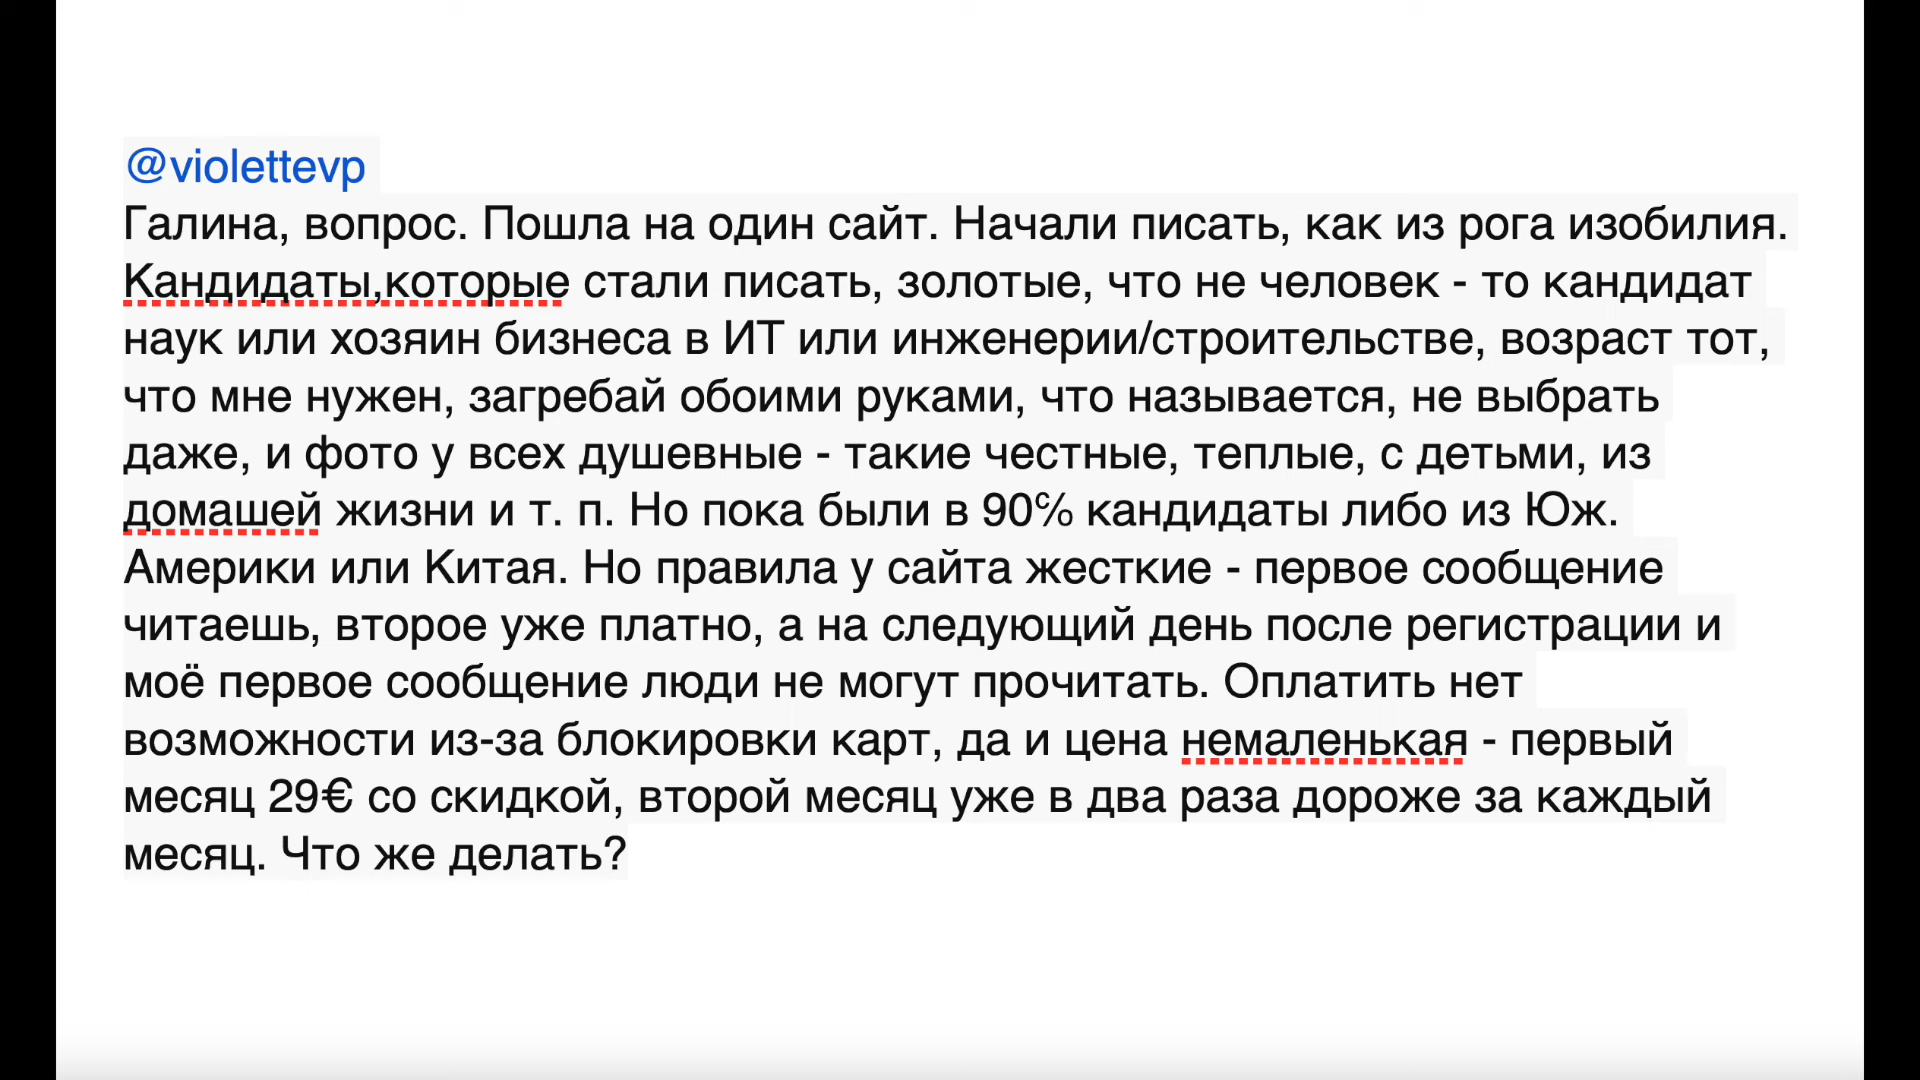 @violettevp
Галина, вопрос. Пошла на один сайт. Начали писать, как из рога изобилия.
Кандидаты,которые стали писать, золотые, что не человек - то кандидат
наук или хозяин бизнеса в ИТ или инженерии/строительстве, возраст тот,
что мне нужен, загребай обоими руками, что называется, не выбрать
даже, и фото у всех душевные - такие честные, теплые, с детьми, из
домашей жизни и т. п. Но пока были в 90℅ кандидаты либо из Юж.
Америки или Китая. Но правила у сайта жесткие - первое сообщение
читаешь, второе уже платно, а на следующий день после регистрации и
моё первое сообщение люди не могут прочитать. Оплатить нет
возможности из-за блокировки карт, да и цена немаленькая - первый
месяц 29€ со скидкой, второй месяц уже в два раза дороже за каждый
месяц. Что же делать?